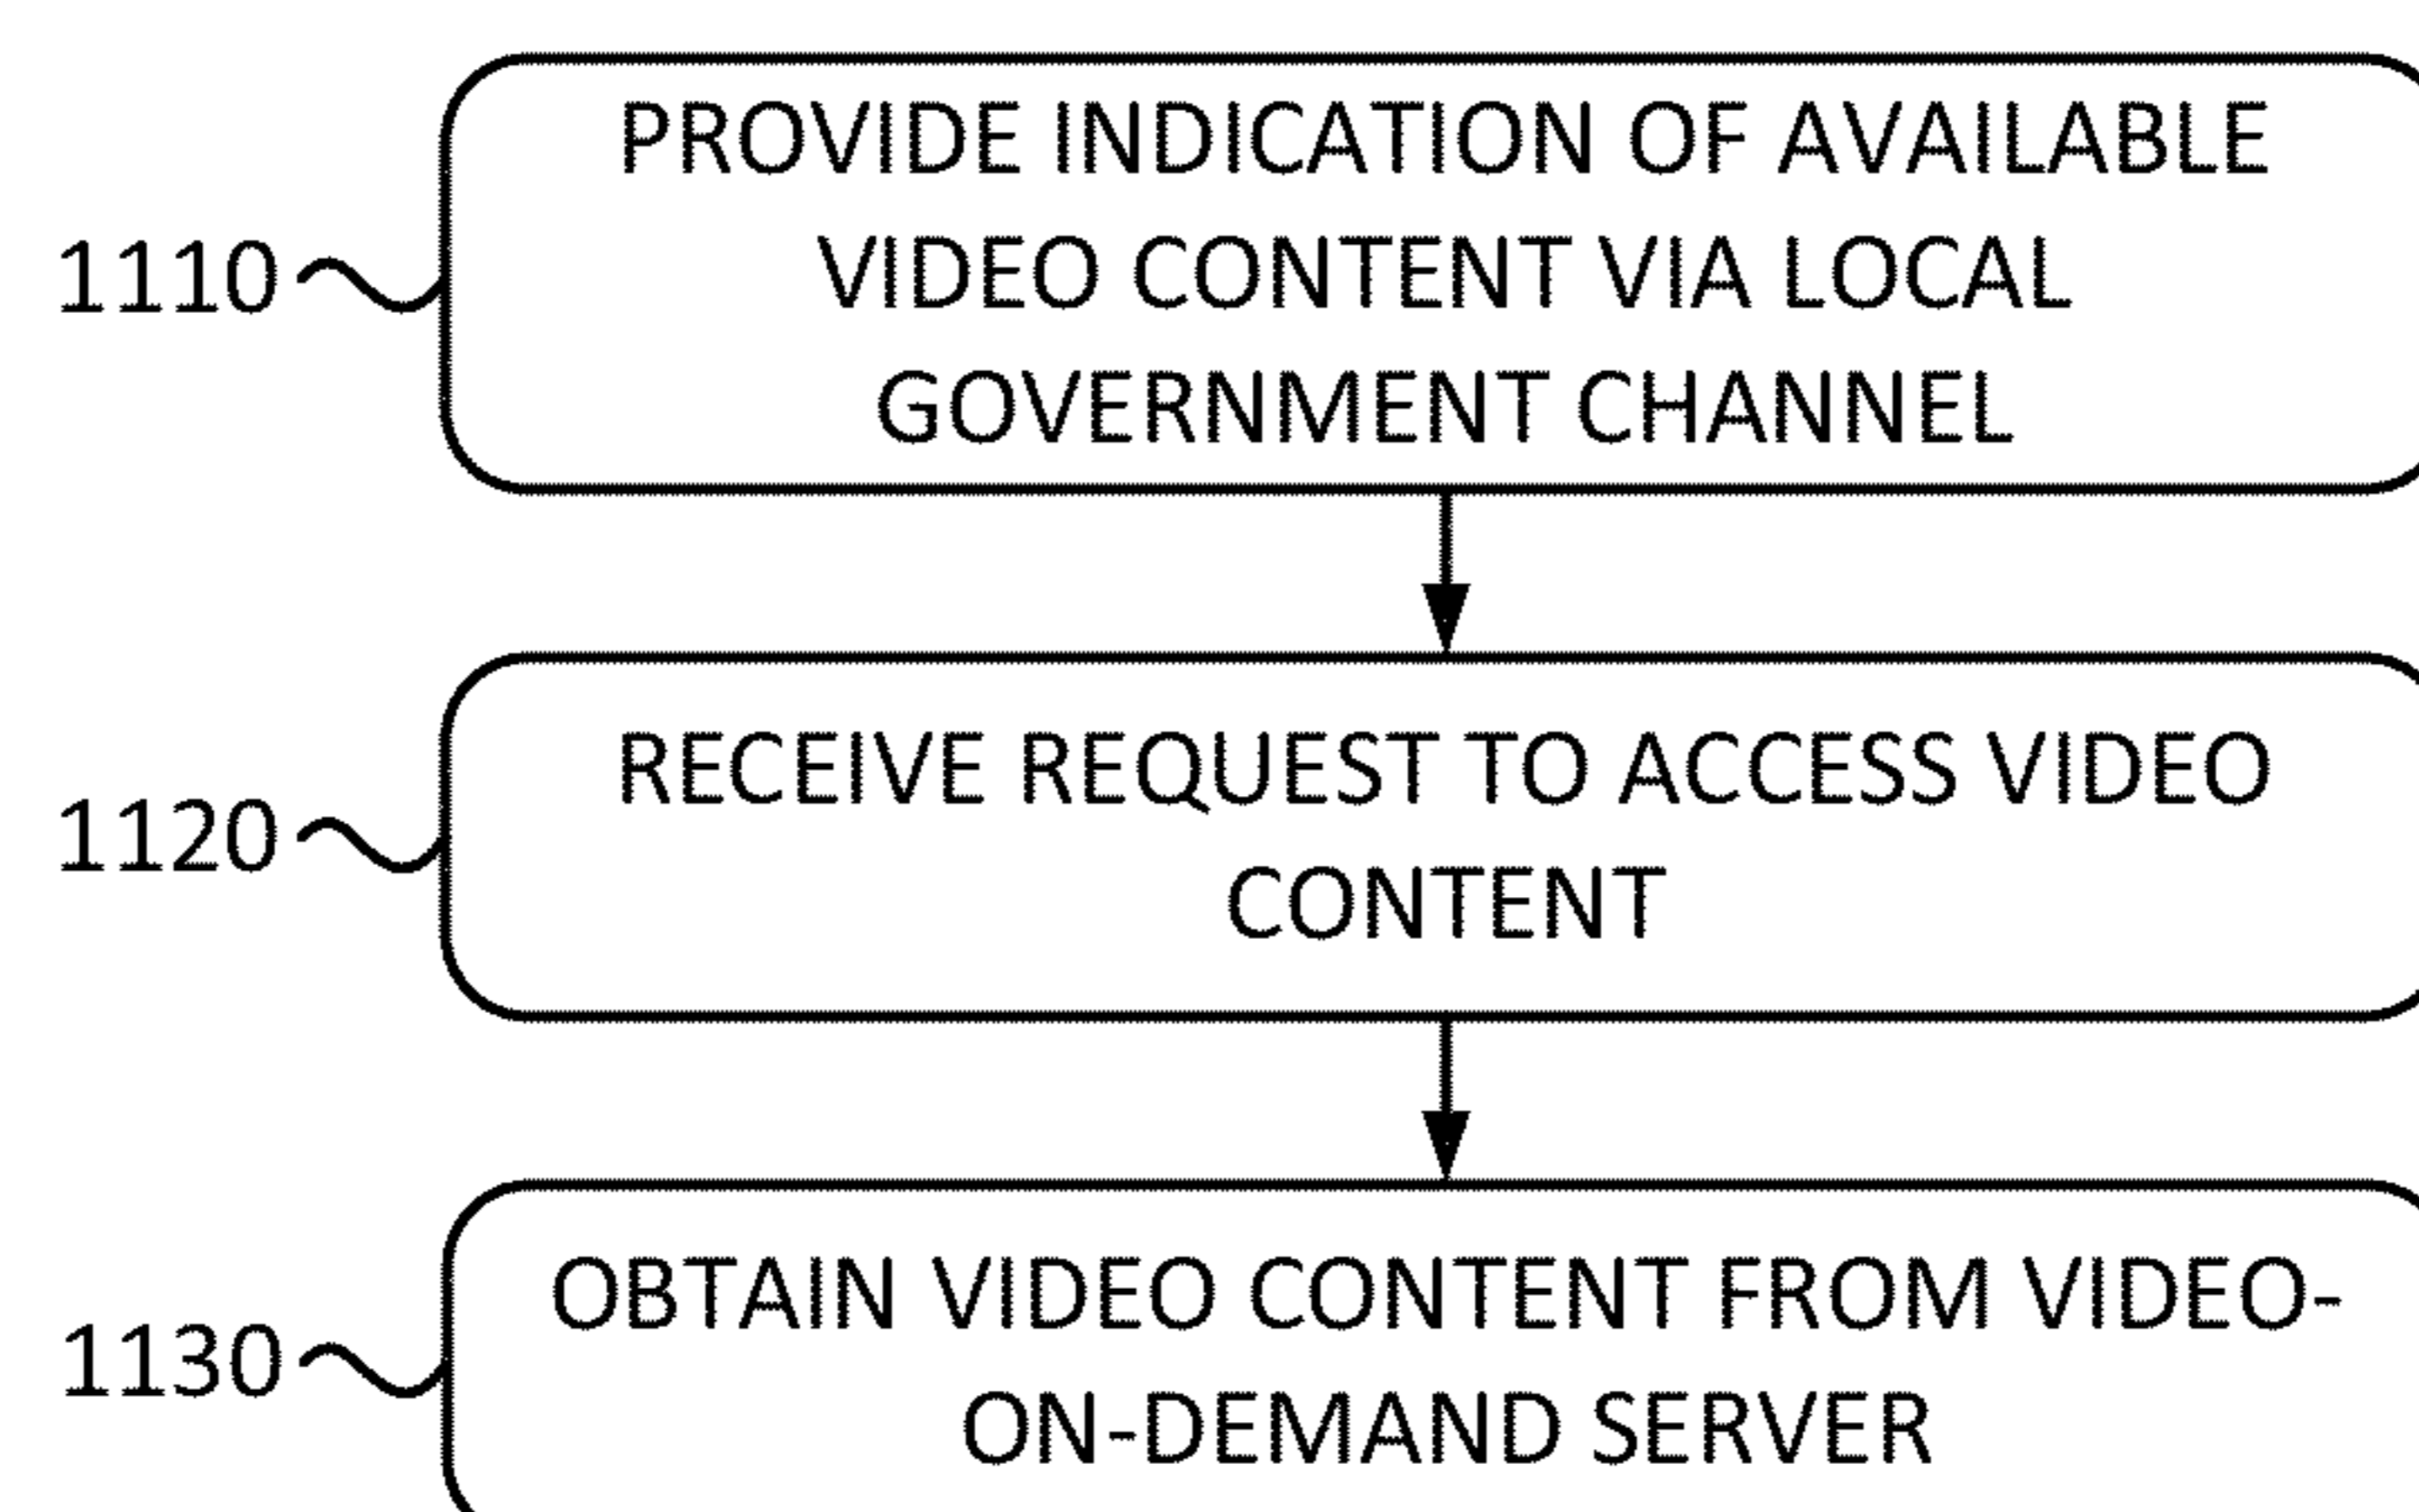 PROVIDE INDICATION OF AVAILABLE
VIDEO CONTENT VIA LOCAL
1110
GOVERNMENT CHANNEL
RECEIVE REQUEST TO ACCESS VIDEO
1120
CONTENT
OBTAIN VIDEO CONTENT FROM VIDEO-
1130
ON-DEMAND SERVER